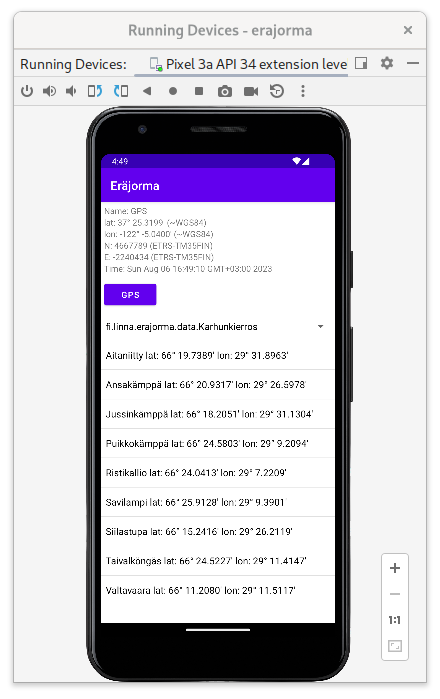 Running Devices - erajorma
Running Devices: Pixel 3a API 34 extension leve
4:49
Eräjorma
Name: GPS
lat: 37° 25.3199' (~WGS84)
lon: -122° -5.0400' (~WGS84)
N: 4667789 (ETRS-TM35FIN)
E: -2240434 (ETRS-TM35FIN)
Time: Sun Aug 06 16:49:10 GMT+03:00 2023
GPS
fi.linna.erajorma.data.Karhunkierros
Aitaniitty lat: 66° 19.7389' lon: 29° 31.8963'
Ansakämppä lat: 66° 20.9317' lon: 29° 26.5978'
Jussinkämppä lat: 66° 18.2051' lon: 29° 31.1304'
Puikkokämppä lat: 66° 24.5803' lon: 29° 9.2094'
Ristikallio lat: 66° 24.0413' lon: 29° 7.2209'
Savilampi lat: 66° 25.9128' lon: 29° 9.3901'
Siilastupa lat: 66° 15.2416' lon: 29° 26.2119'
Taivalköngäs lat: 66° 24.5227' lon: 29° 11.4147'
Valtavaara lat: 66° 11.2080' lon: 29° 11.5117'
1:1